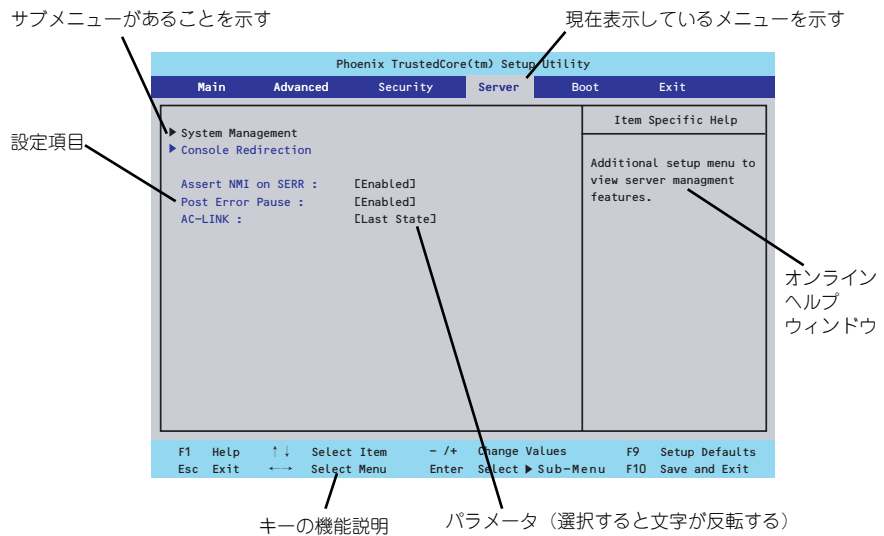 サブメニューがあることを示す
現在表示しているメニューを示す
Phoenix TrustedCore(tm) Setup Utility
Main Advanced Security Server Boot Exit
設定項目
▶ System Management
▶ Console Redirection
Assert NMI on SERR : [Enabled]
Post Error Pause : [Enabled]
AC-LINK : [Last State]
Item Specific Help
Additional setup menu to
view server managment
features.
オンライン
ヘルプ
ウィンドウ
F1 Help ↑↓ Select Item - /+ Change Values F9 Setup Defaults
Esc Exit ←→ Select Menu Enter Select ▶ Sub-Menu F10 Save and Exit
キーの機能説明
パラメータ（選択すると文字が反転する）